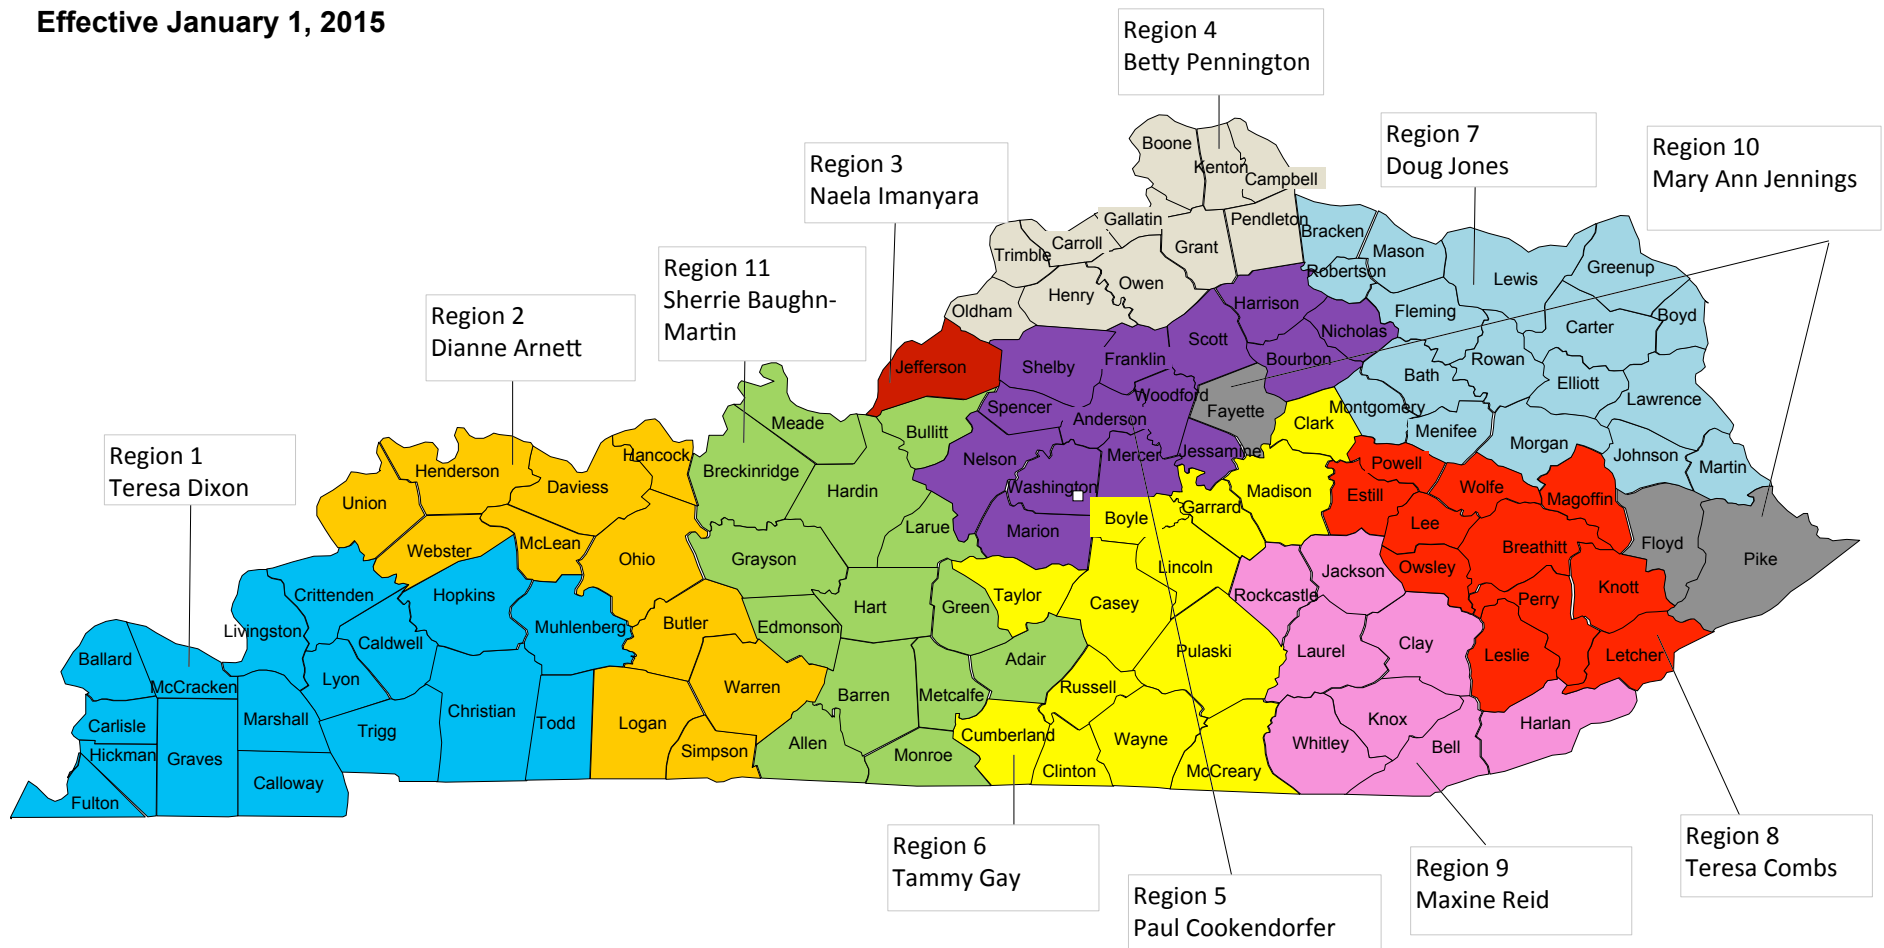 Effective January 1, 2015
Region 4
Betty Pennington
Region 7
Doug Jones
Region 10
Mary Ann Jennings
Region 3
Naela Imanyara
Region 11
Sherrie Baughn-
Martin
Region 2
Dianne Arnett
Region 1
Teresa Dixon
Boone
Kenton
Campbell
Gallatin
Pendleton
Carroll
Grant
Trimble
Owen
Henry
Oldham
Bracken
Mason
Robertson
Lewis
Greenup
Fleming
Carter
Boyd
Rowan
Bath
Elliott
Lawrence
Montgomery
Menifee
Morgan
Johnson
Martin
Harrison
Nicholas
Scott
Bourbon
Shelby
Franklin
Woodford
Spencer
Anderson
Nelson
Mercer
Jessamine
Washington
Marion
Jefferson
Fayette
Clark
Madison
Garrard
Boyle
Lincoln
Taylor
Casey
Pulaski
Russell
Cumberland
Wayne
Clinton
McCreary
Powell
Estill
Wolfe
Magoffin
Lee
Breathitt
Owsley
Knott
Perry
Leslie
Letcher
Floyd
Pike
Jackson
Rockcastle
Laurel
Clay
Knox
Whitley
Bell
Harlan
Meade
Bullitt
Breckinridge
Hardin
Larue
Grayson
Hart
Green
Edmonson
Adair
Barren
Metcalfe
Allen
Monroe
Hancock
Henderson
Daviess
Union
Webster
McLean
Ohio
Butler
Warren
Logan
Simpson
Crittenden
Hopkins
Livingston
Caldwell
Muhlenberg
Ballard
McCracken
Lyon
Carlisle
Marshall
Trigg
Christian
Todd
Hickman
Graves
Calloway
Fulton
Region 6
Tammy Gay
Region 5
Paul Cookendorfer
Region 9
Maxine Reid
Region 8
Teresa Combs